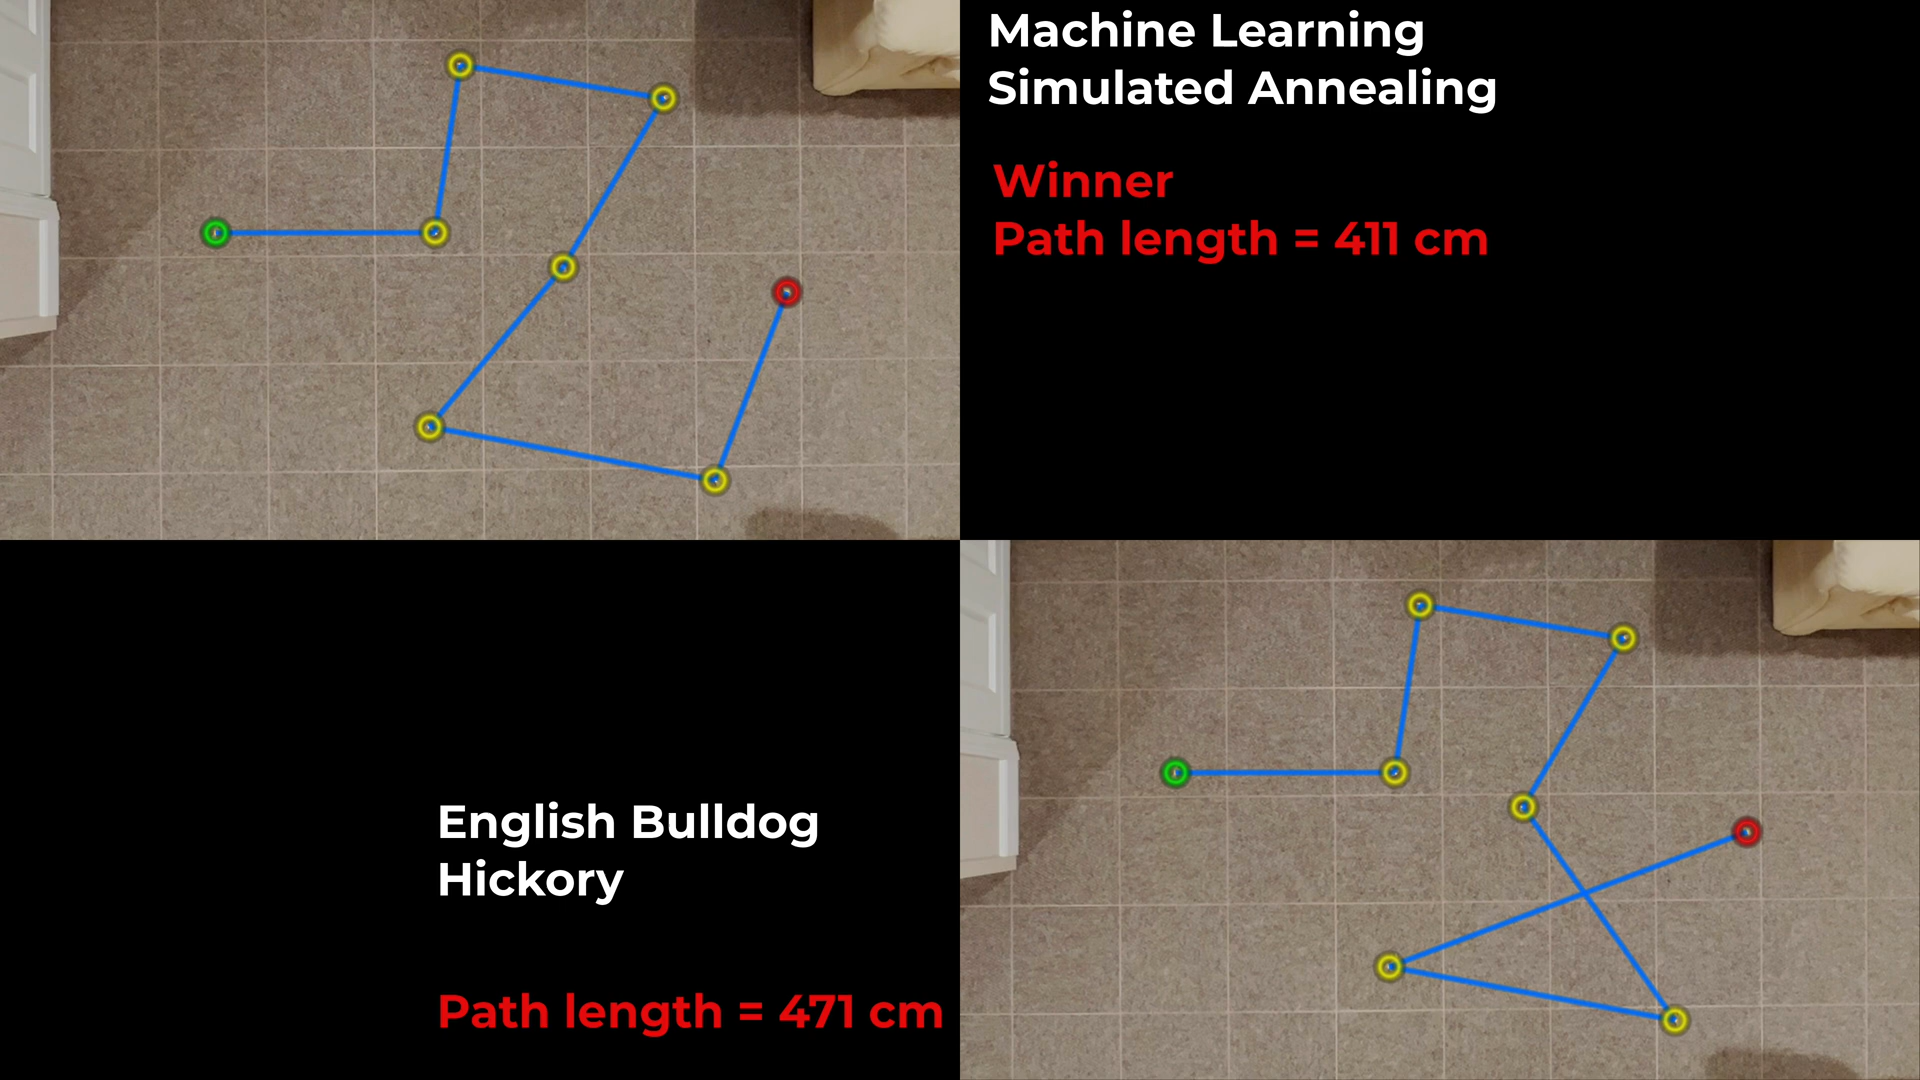 Machine Learning
Simulated Annealing
Winner
Path length = 411 cm
English Bulldog
Hickory
Path length = 471 cm